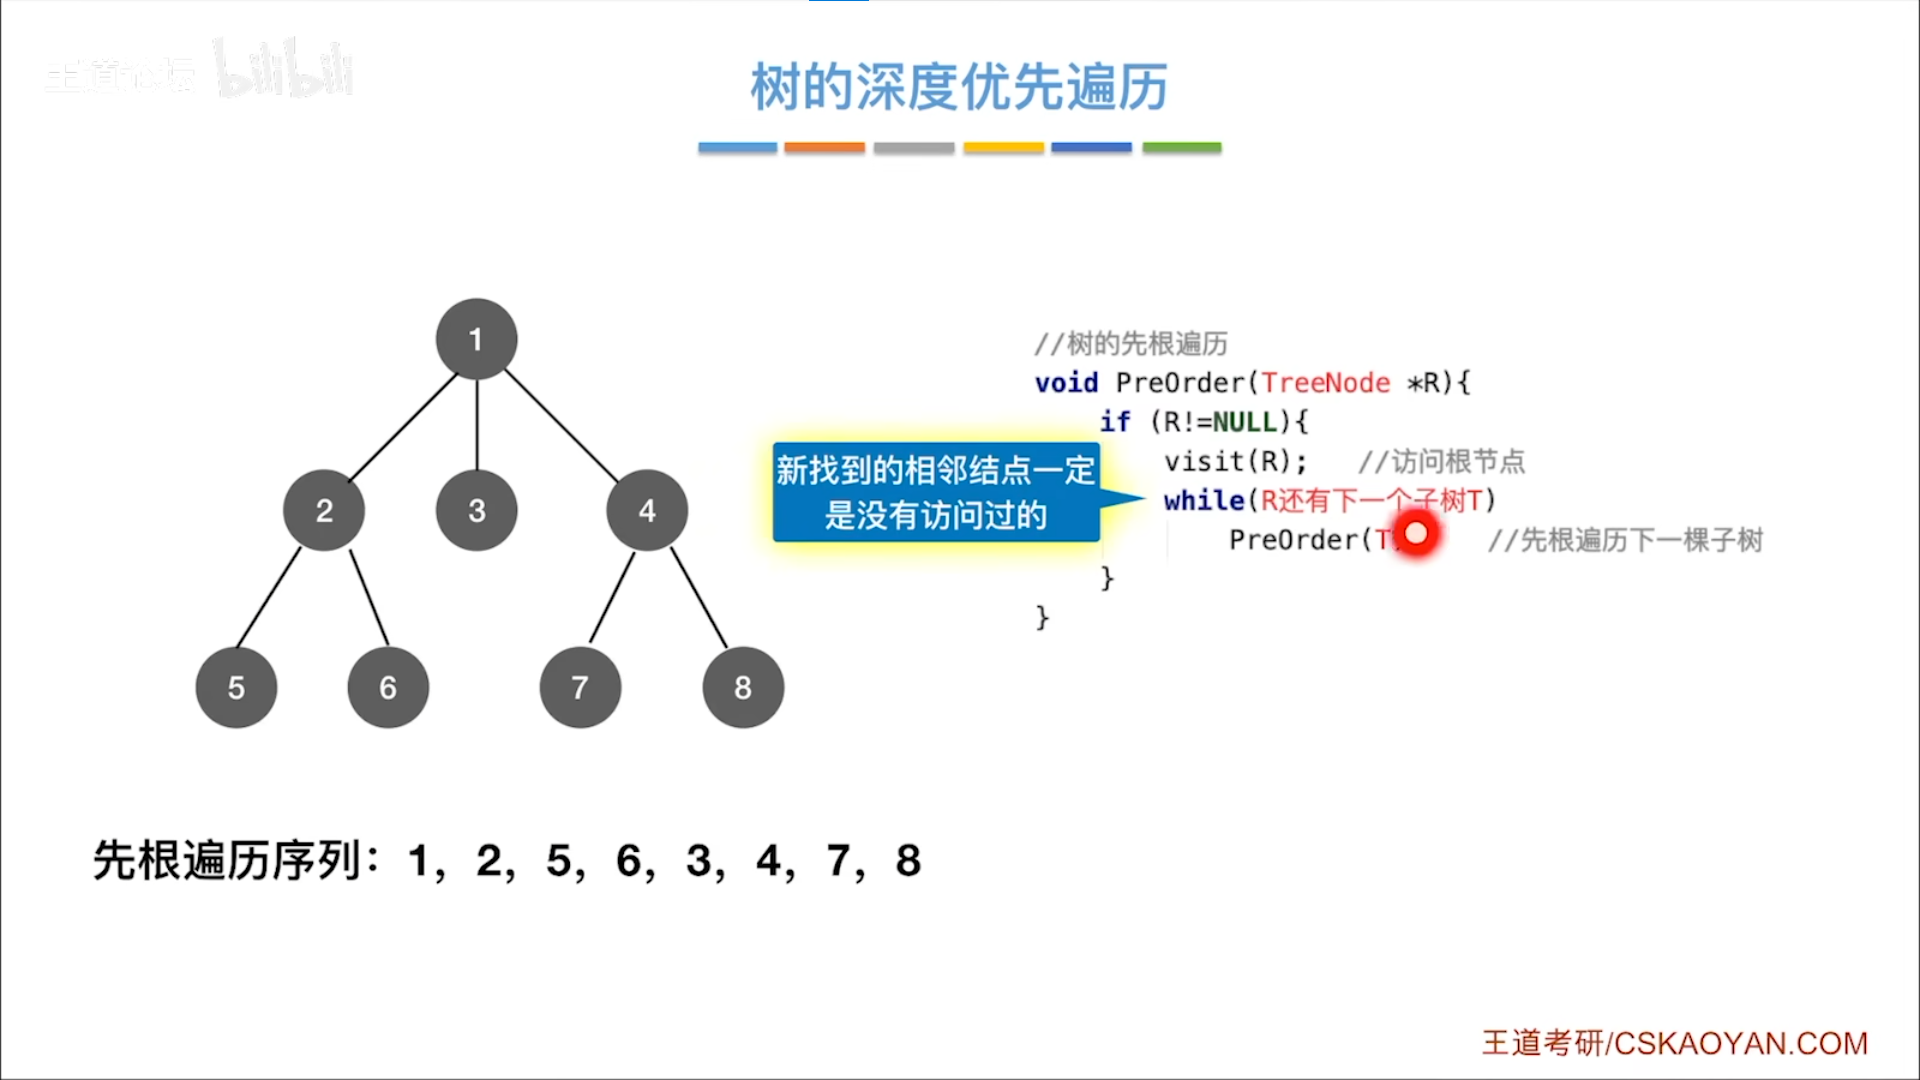 王道论坛 bilibili
树的深度优先遍历
1
2 3 4
5 6 7 8
//树的先根遍历
void PreOrder(TreeNode *R){
if (R!=NULL){
visit(R); //访问根节点
while(R还有下一个子树T)
PreOrder(T //先根遍历下一棵子树
}
}
新找到的相邻结点一定
是没有访问过的
先根遍历序列：1, 2, 5, 6, 3, 4, 7, 8
王道考研/CSKAOYAN.COM